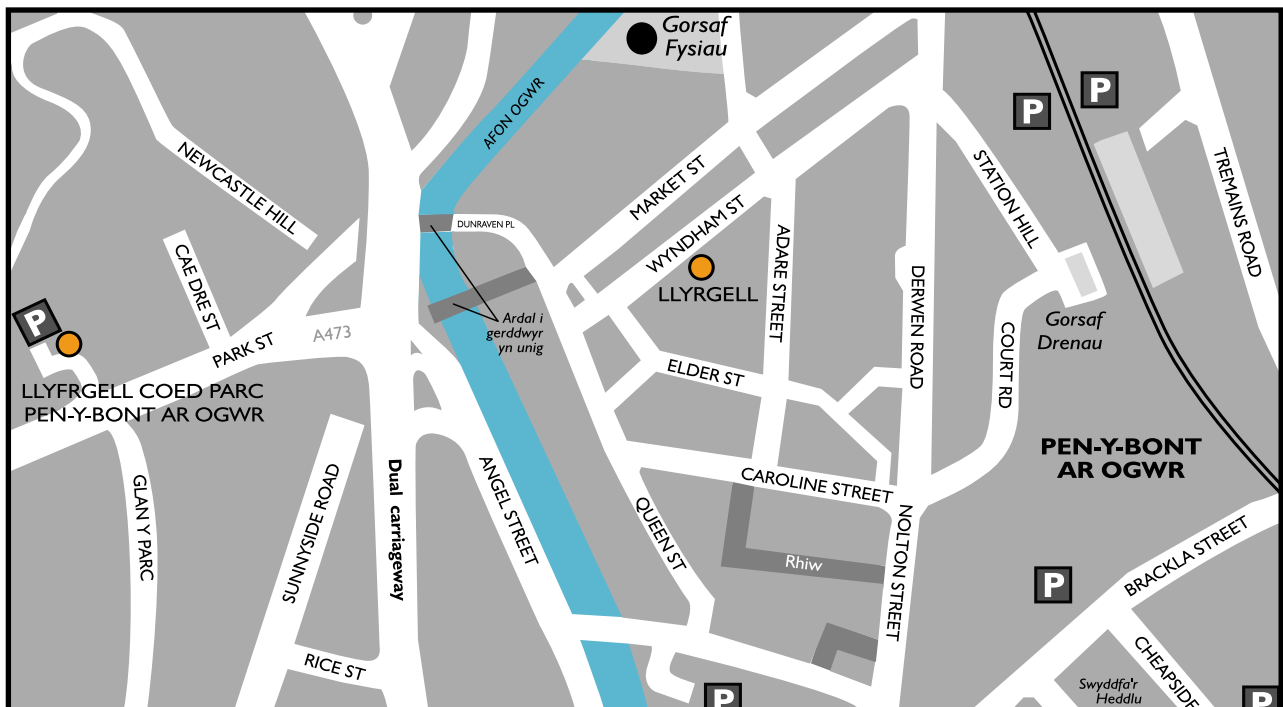 Gorsaf
Fysiau
P
P
AFON OGWR
NEWCASTLE HILL
MARKET ST
STATION HILL
TREMAINS ROAD
DUNRAVEN PL
WYNDHAM ST
CAE DRE ST
ADARE STREET
LLYRGELL
DERWEN ROAD
P
PARK ST
A473
Ardal i
gerddwyr
yn unig
Gorsaf
Drenau
COURT RD
ELDER ST
LLYFRGELL COED PARC
PEN-Y-BONT AR OGWR
PEN-Y-BONT
AR OGWR
CAROLINE STREET
GLAN Y PARC
SUNNYSIDE ROAD
Dual carriageway
ANGEL STREET
QUEEN ST
NOLTON STREET
Rhiw
BRACKLA STREET
P
RICE ST
CHEAPSIDE
Swyddfa'r
Heddlu
P
P